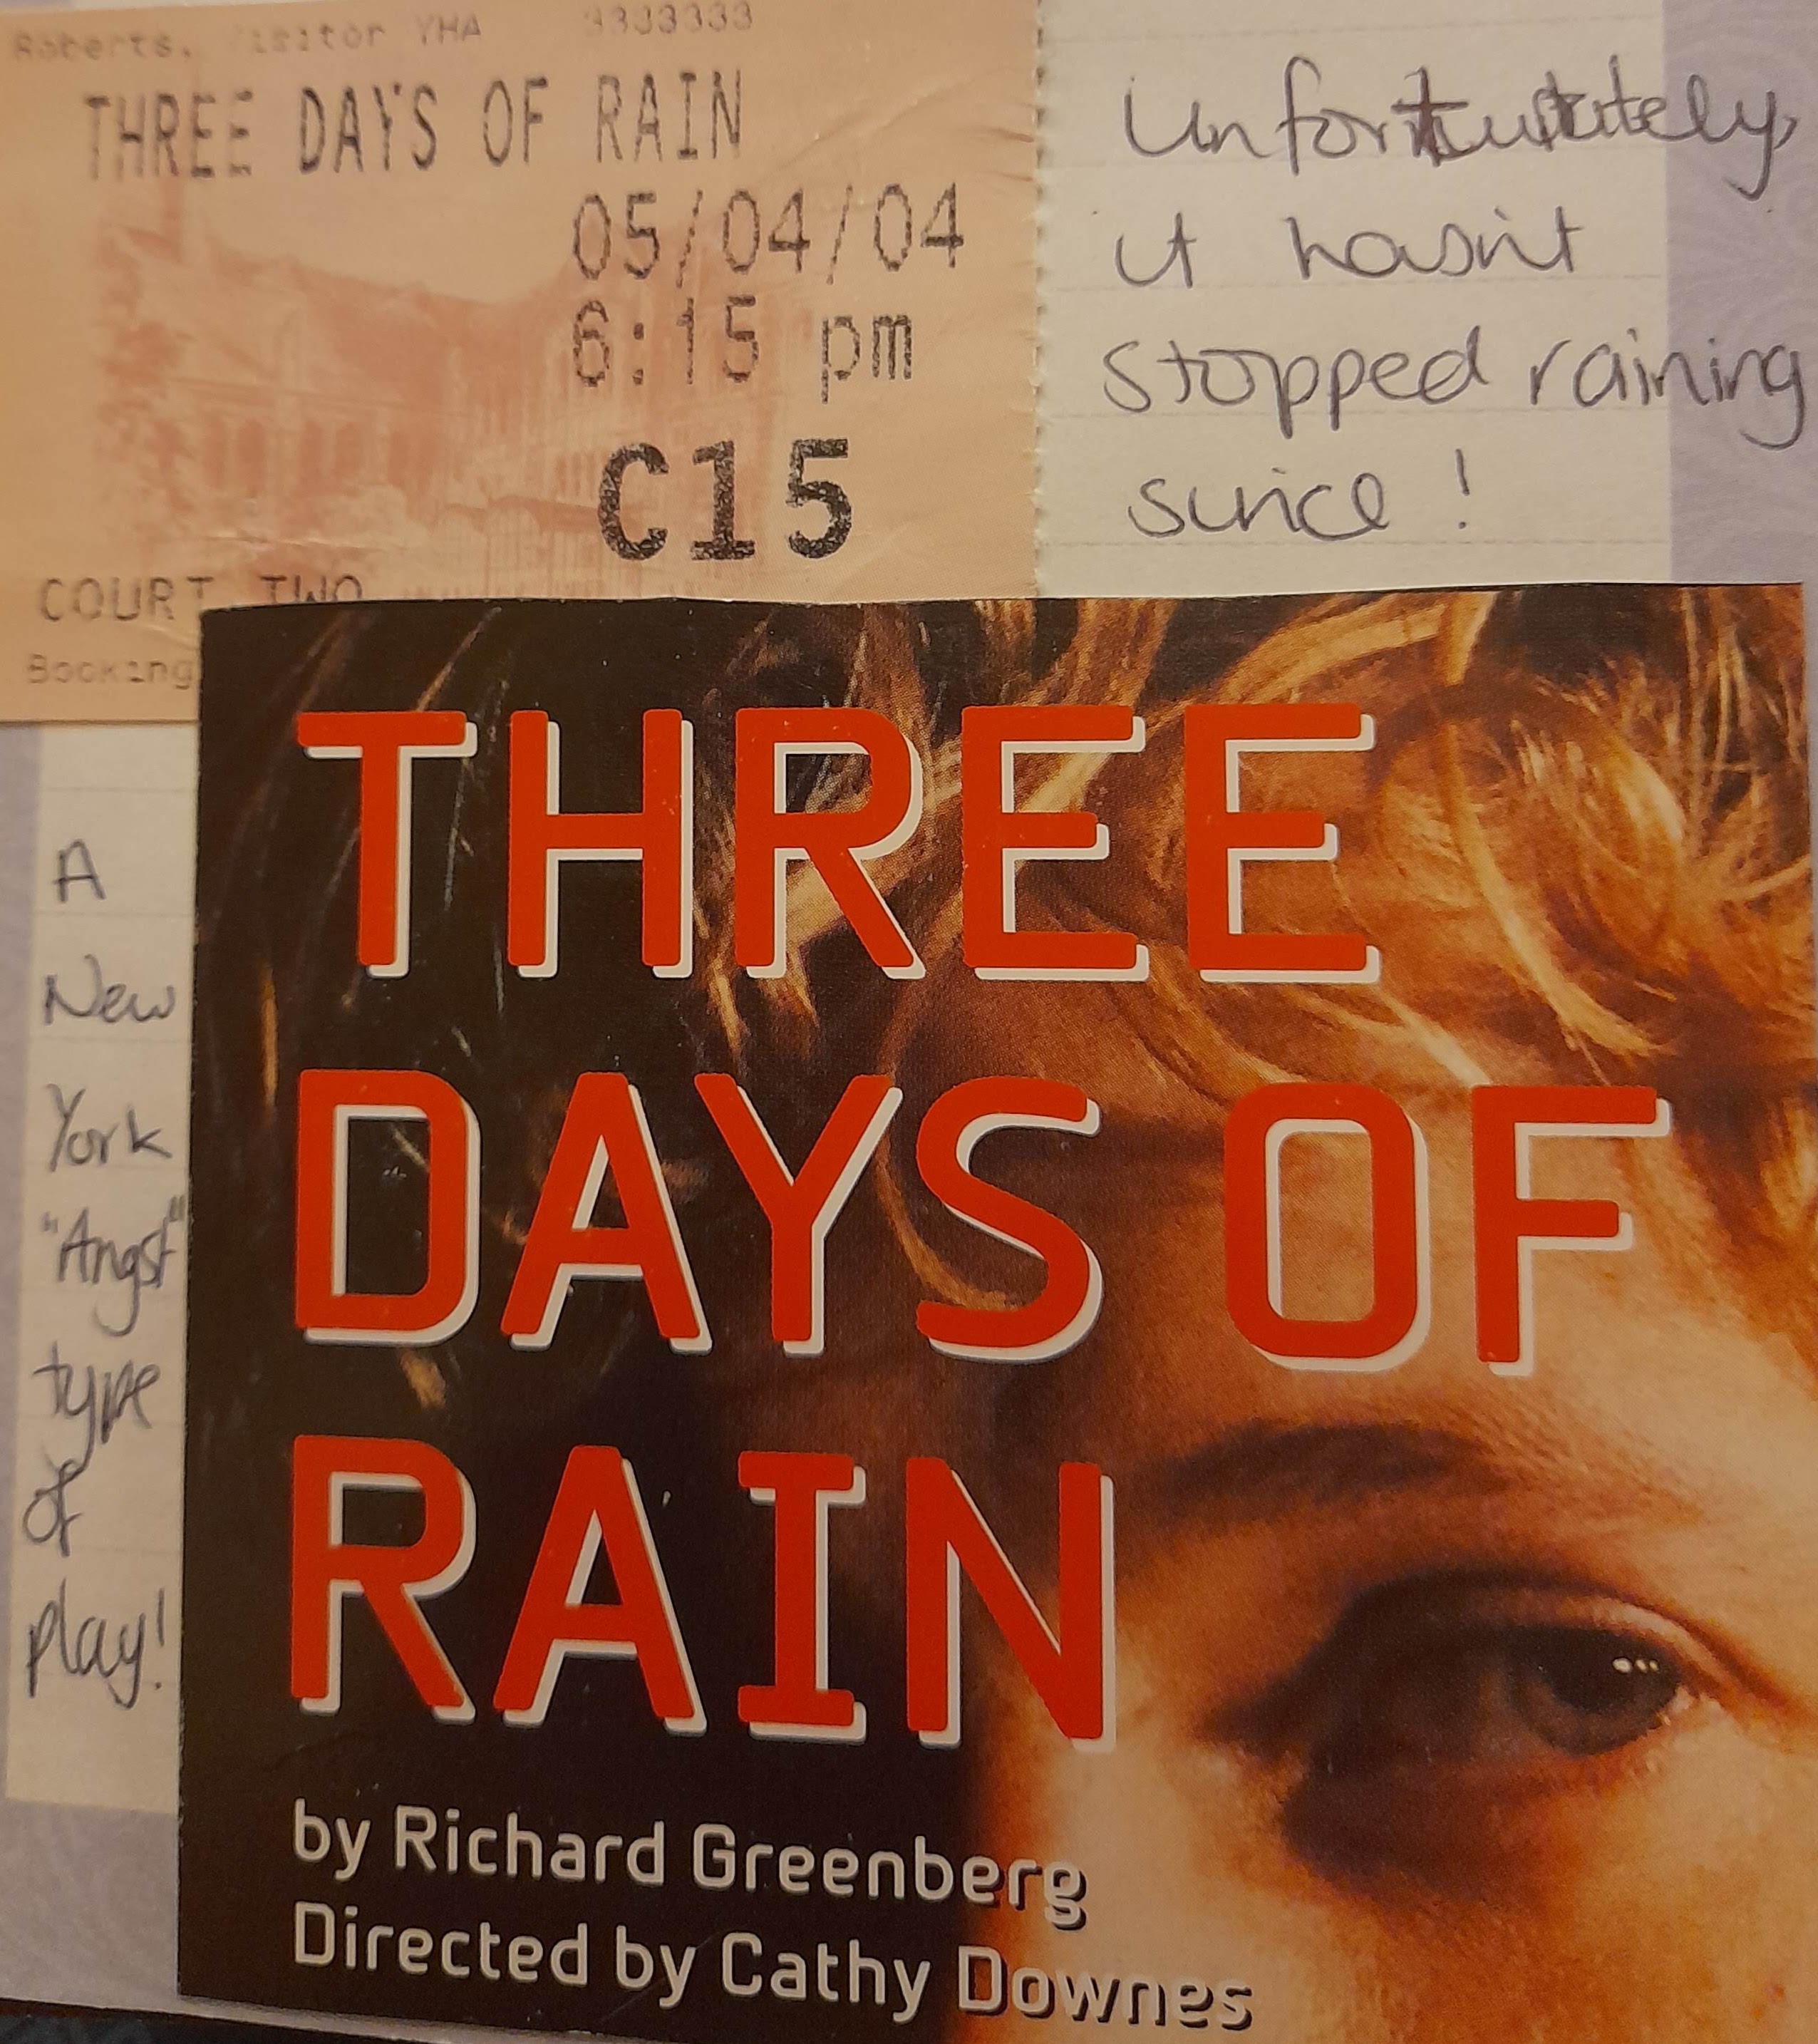 Roberts, Visitor YHA 3333333
THREE DAYS OF RAIN
05/04/04
6:15 pm
C15
COURT TWO
Booking
Unfortunately,
it hasn't
stopped raining
since!
A
New
York
"Angst"
type
of
play!
THREE
DAYS OF
RAIN
by Richard Greenberg
Directed by Cathy Downes